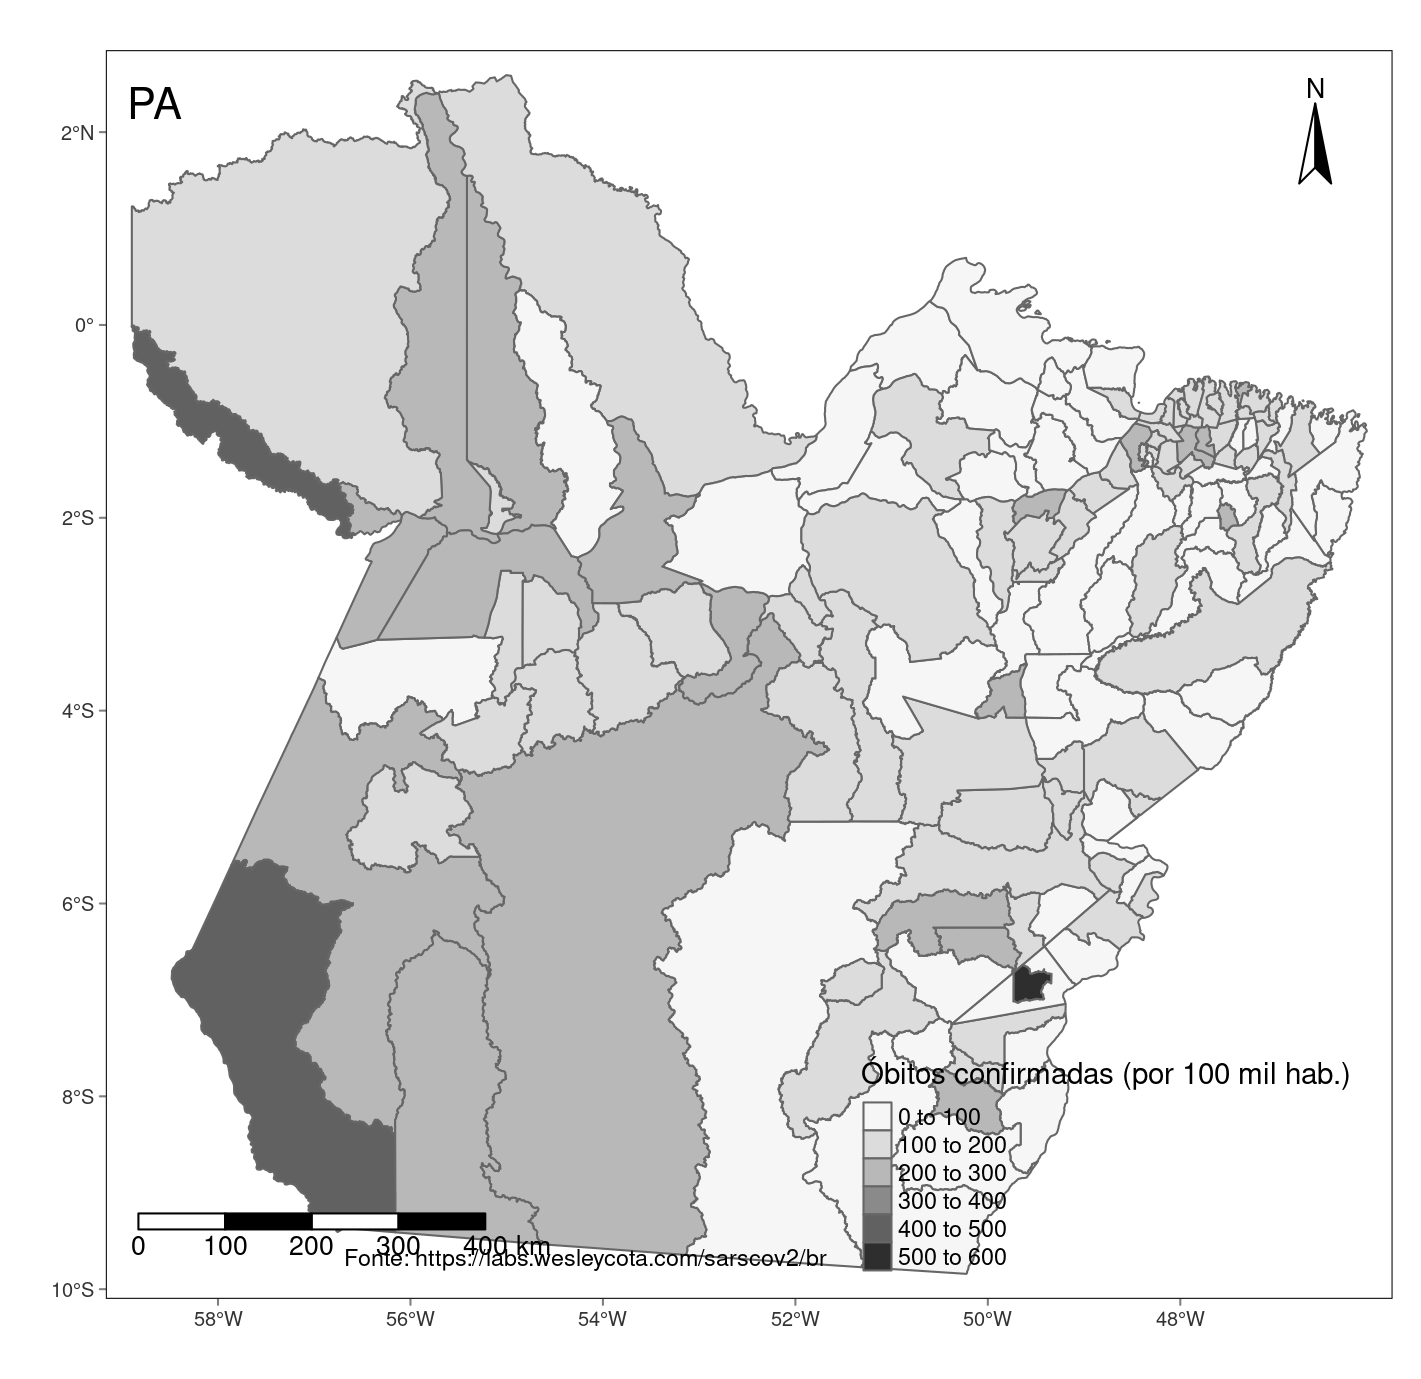 PA
N
2°N
0°
2°S
4°S
6°S
8°S
10°S
Óbitos confirmadas (por 100 mil hab.)
0 to 100
100 to 200
200 to 300
300 to 400
400 to 500
500 to 600
0 100 200 300 400 km
Fonte: https://labs.wesleycota.com/sarscov2/br
58°W 56°W 54°W 52°W 50°W 48°W